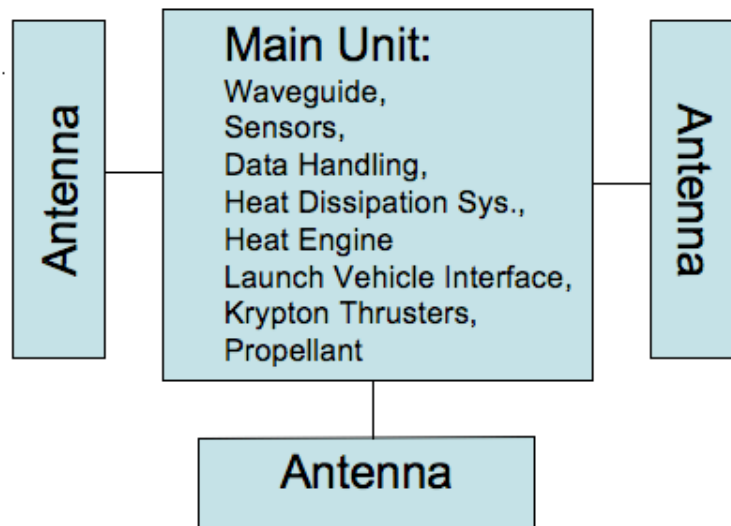 Main Unit:
Waveguide,
Sensors,
Data Handling,
Heat Dissipation Sys.,
Heat Engine
Launch Vehicle Interface,
Krypton Thrusters,
Propellant
Antenna
Antenna
Antenna